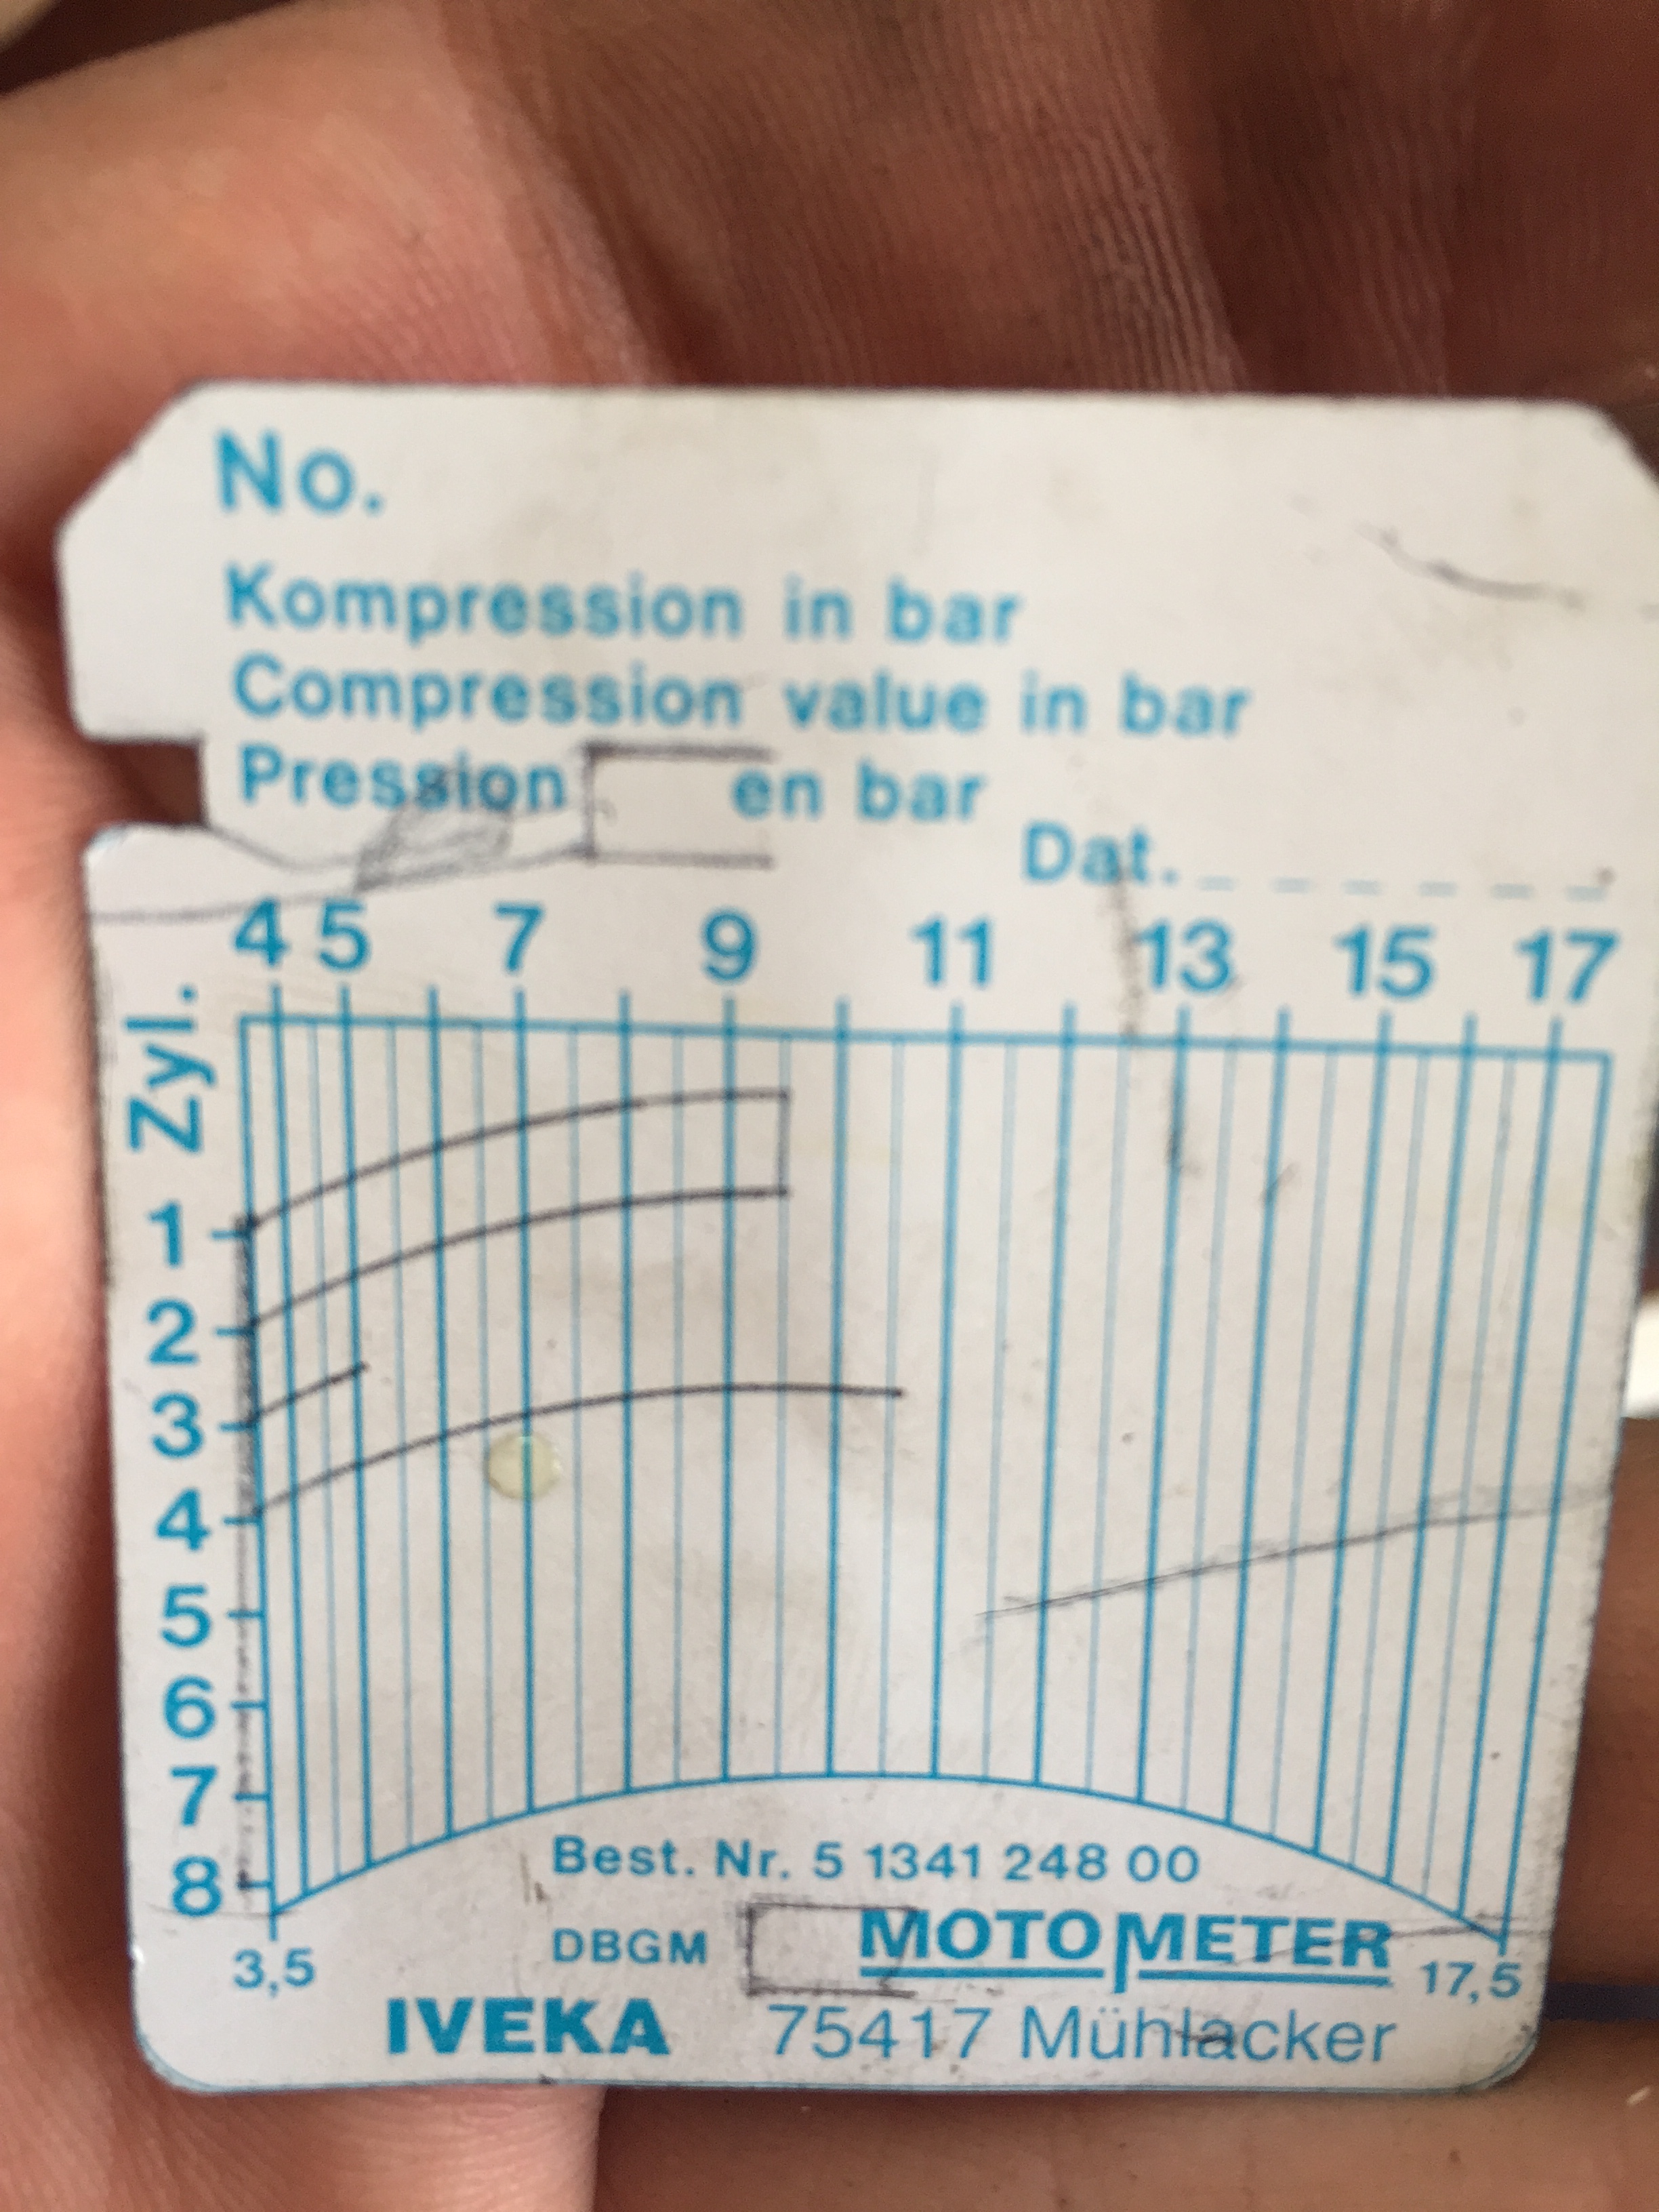 No.
Kompression in bar
Compression value in bar
Pression en bar
Dat.
4 5 7 9 11 13 15 17
Zyl.
1
2
3
4
5
6
7
8
3,5
17,5
Best. Nr. 5 1341 248 00
DBGM MOTOMETER
IVEKA 75417 Mühlacker